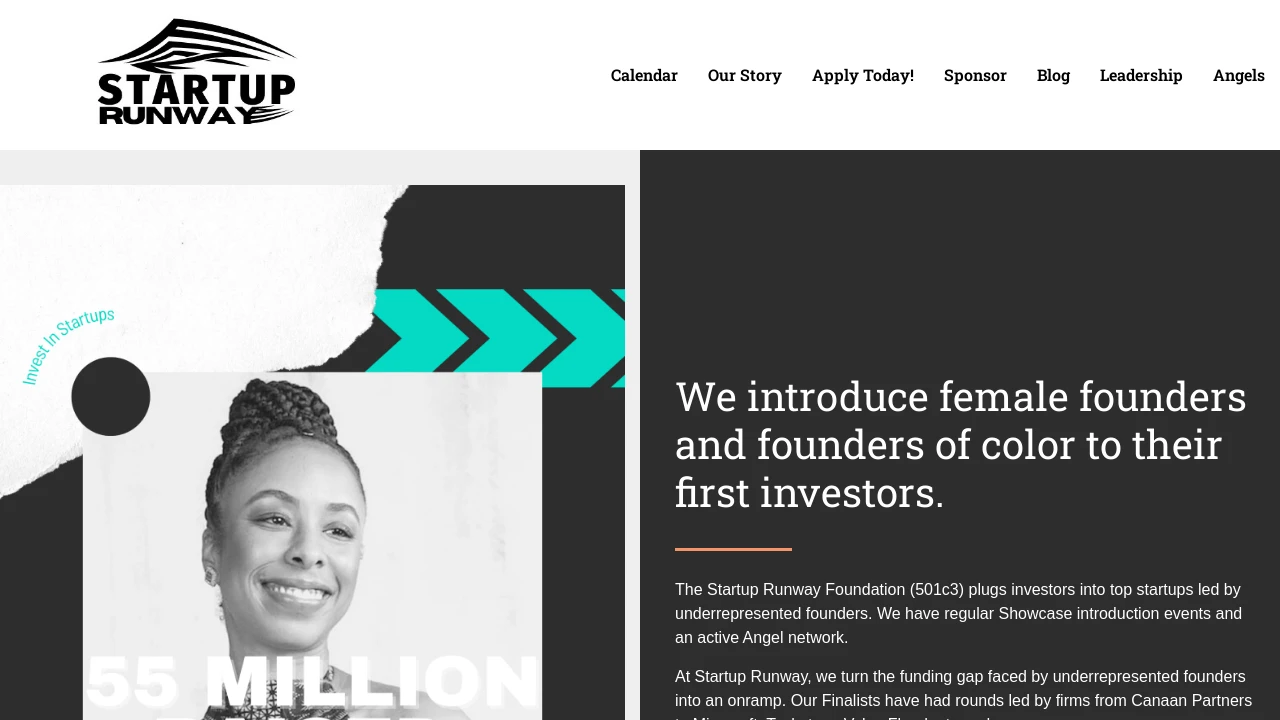 STARTUP
RUNWAY
Calendar
Our Story
Apply Today!
Sponsor
Blog
Leadership
Angels
Invest In Startups
55 MILLION
We introduce female founders
and founders of color to their
first investors.
The Startup Runway Foundation (501c3) plugs investors into top startups led by
underrepresented founders. We have regular Showcase introduction events and
an active Angel network.
At Startup Runway, we turn the funding gap faced by underrepresented founders
into an onramp. Our Finalists have had rounds led by firms from Canaan Partners